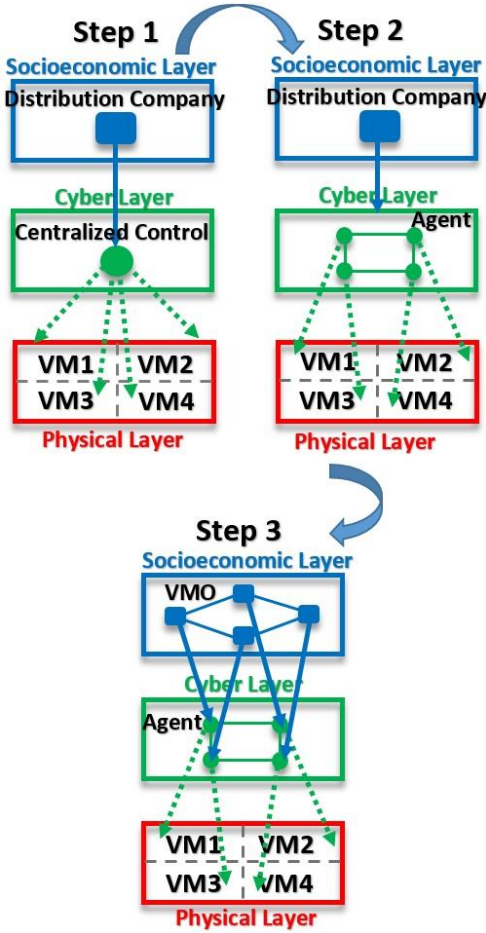 Step 1
Socioeconomic Layer
Distribution Company
Cyber Layer
Centralized Control
VM1 VM2
VM3 VM4
Physical Layer
Step 2
Socioeconomic Layer
Distribution Company
Cyber Layer
Agent
VM1 VM2
VM3 VM4
Physical Layer
Step 3
Socioeconomic Layer
VMO
Cyber Layer
Agent
VM1 VM2
VM3 VM4
Physical Layer